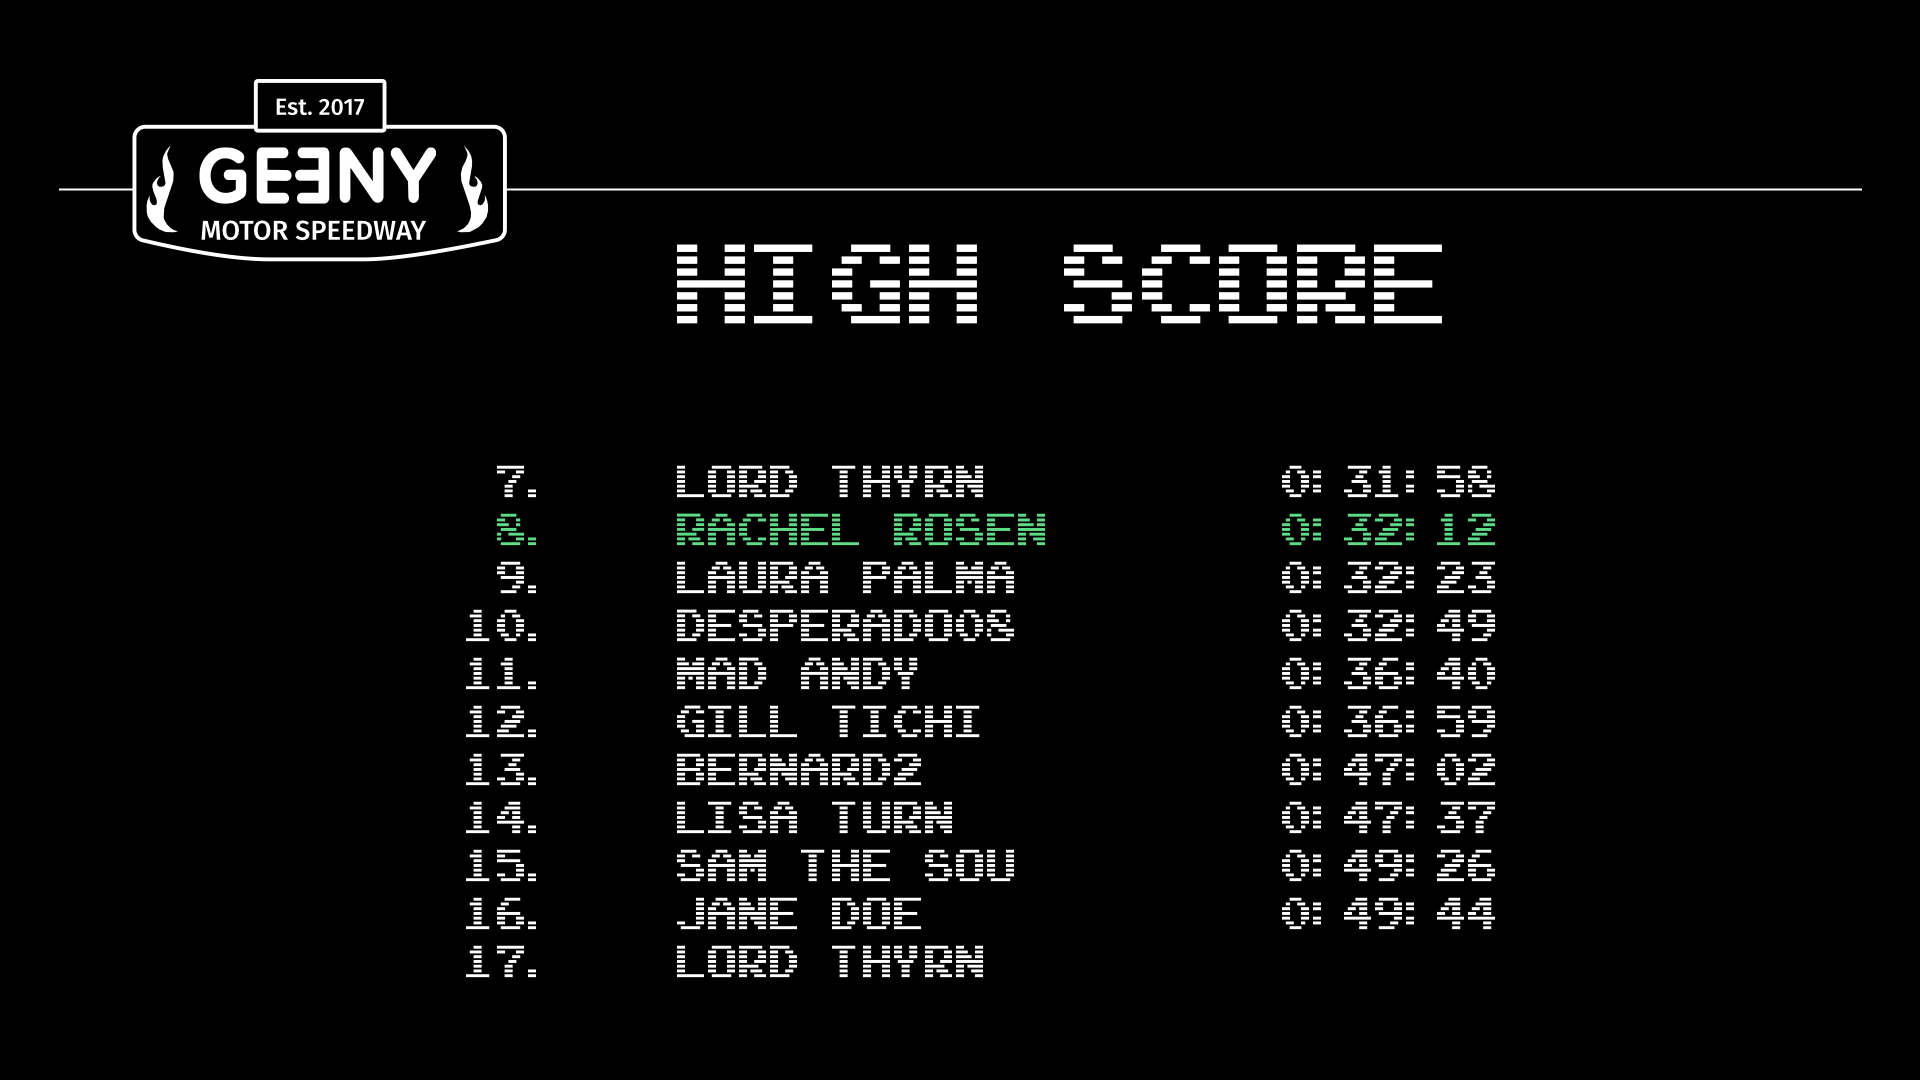 Est. 2017
GEENY
MOTOR SPEEDWAY
HIGH SCORE
7. LORD THYRN 0: 31: 58
8. RACHEL ROSEN 0: 32: 12
9. LAURA PALMA 0: 32: 23
10. DESPERADOO8 0: 32: 49
11. MAD ANDY 0: 36: 40
12. GILL TICHI 0: 36: 59
13. BERNARD2 0: 47: 02
14. LISA TURN 0: 47: 37
15. SAM THE SOU 0: 49: 26
16. JANE DOE 0: 49: 44
17. LORD THYRN